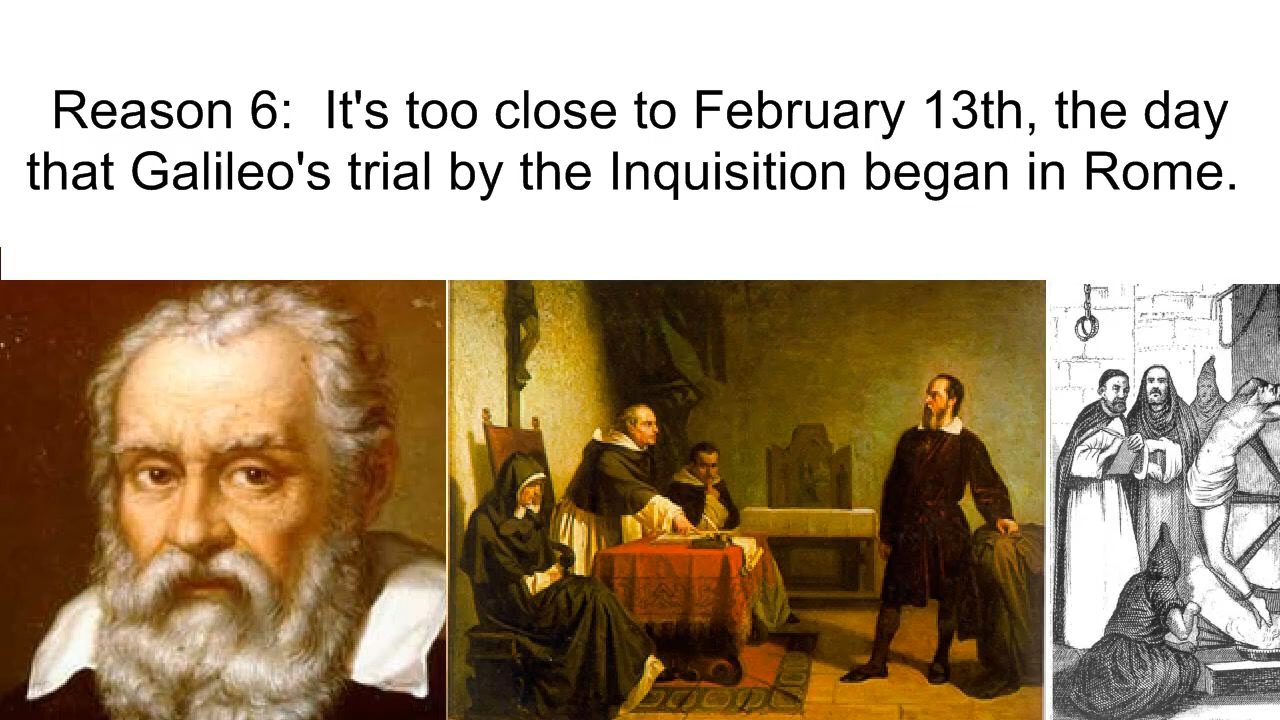 Reason 6:  It's too close to February 13th, the day
that Galileo's trial by the Inquisition began in Rome.